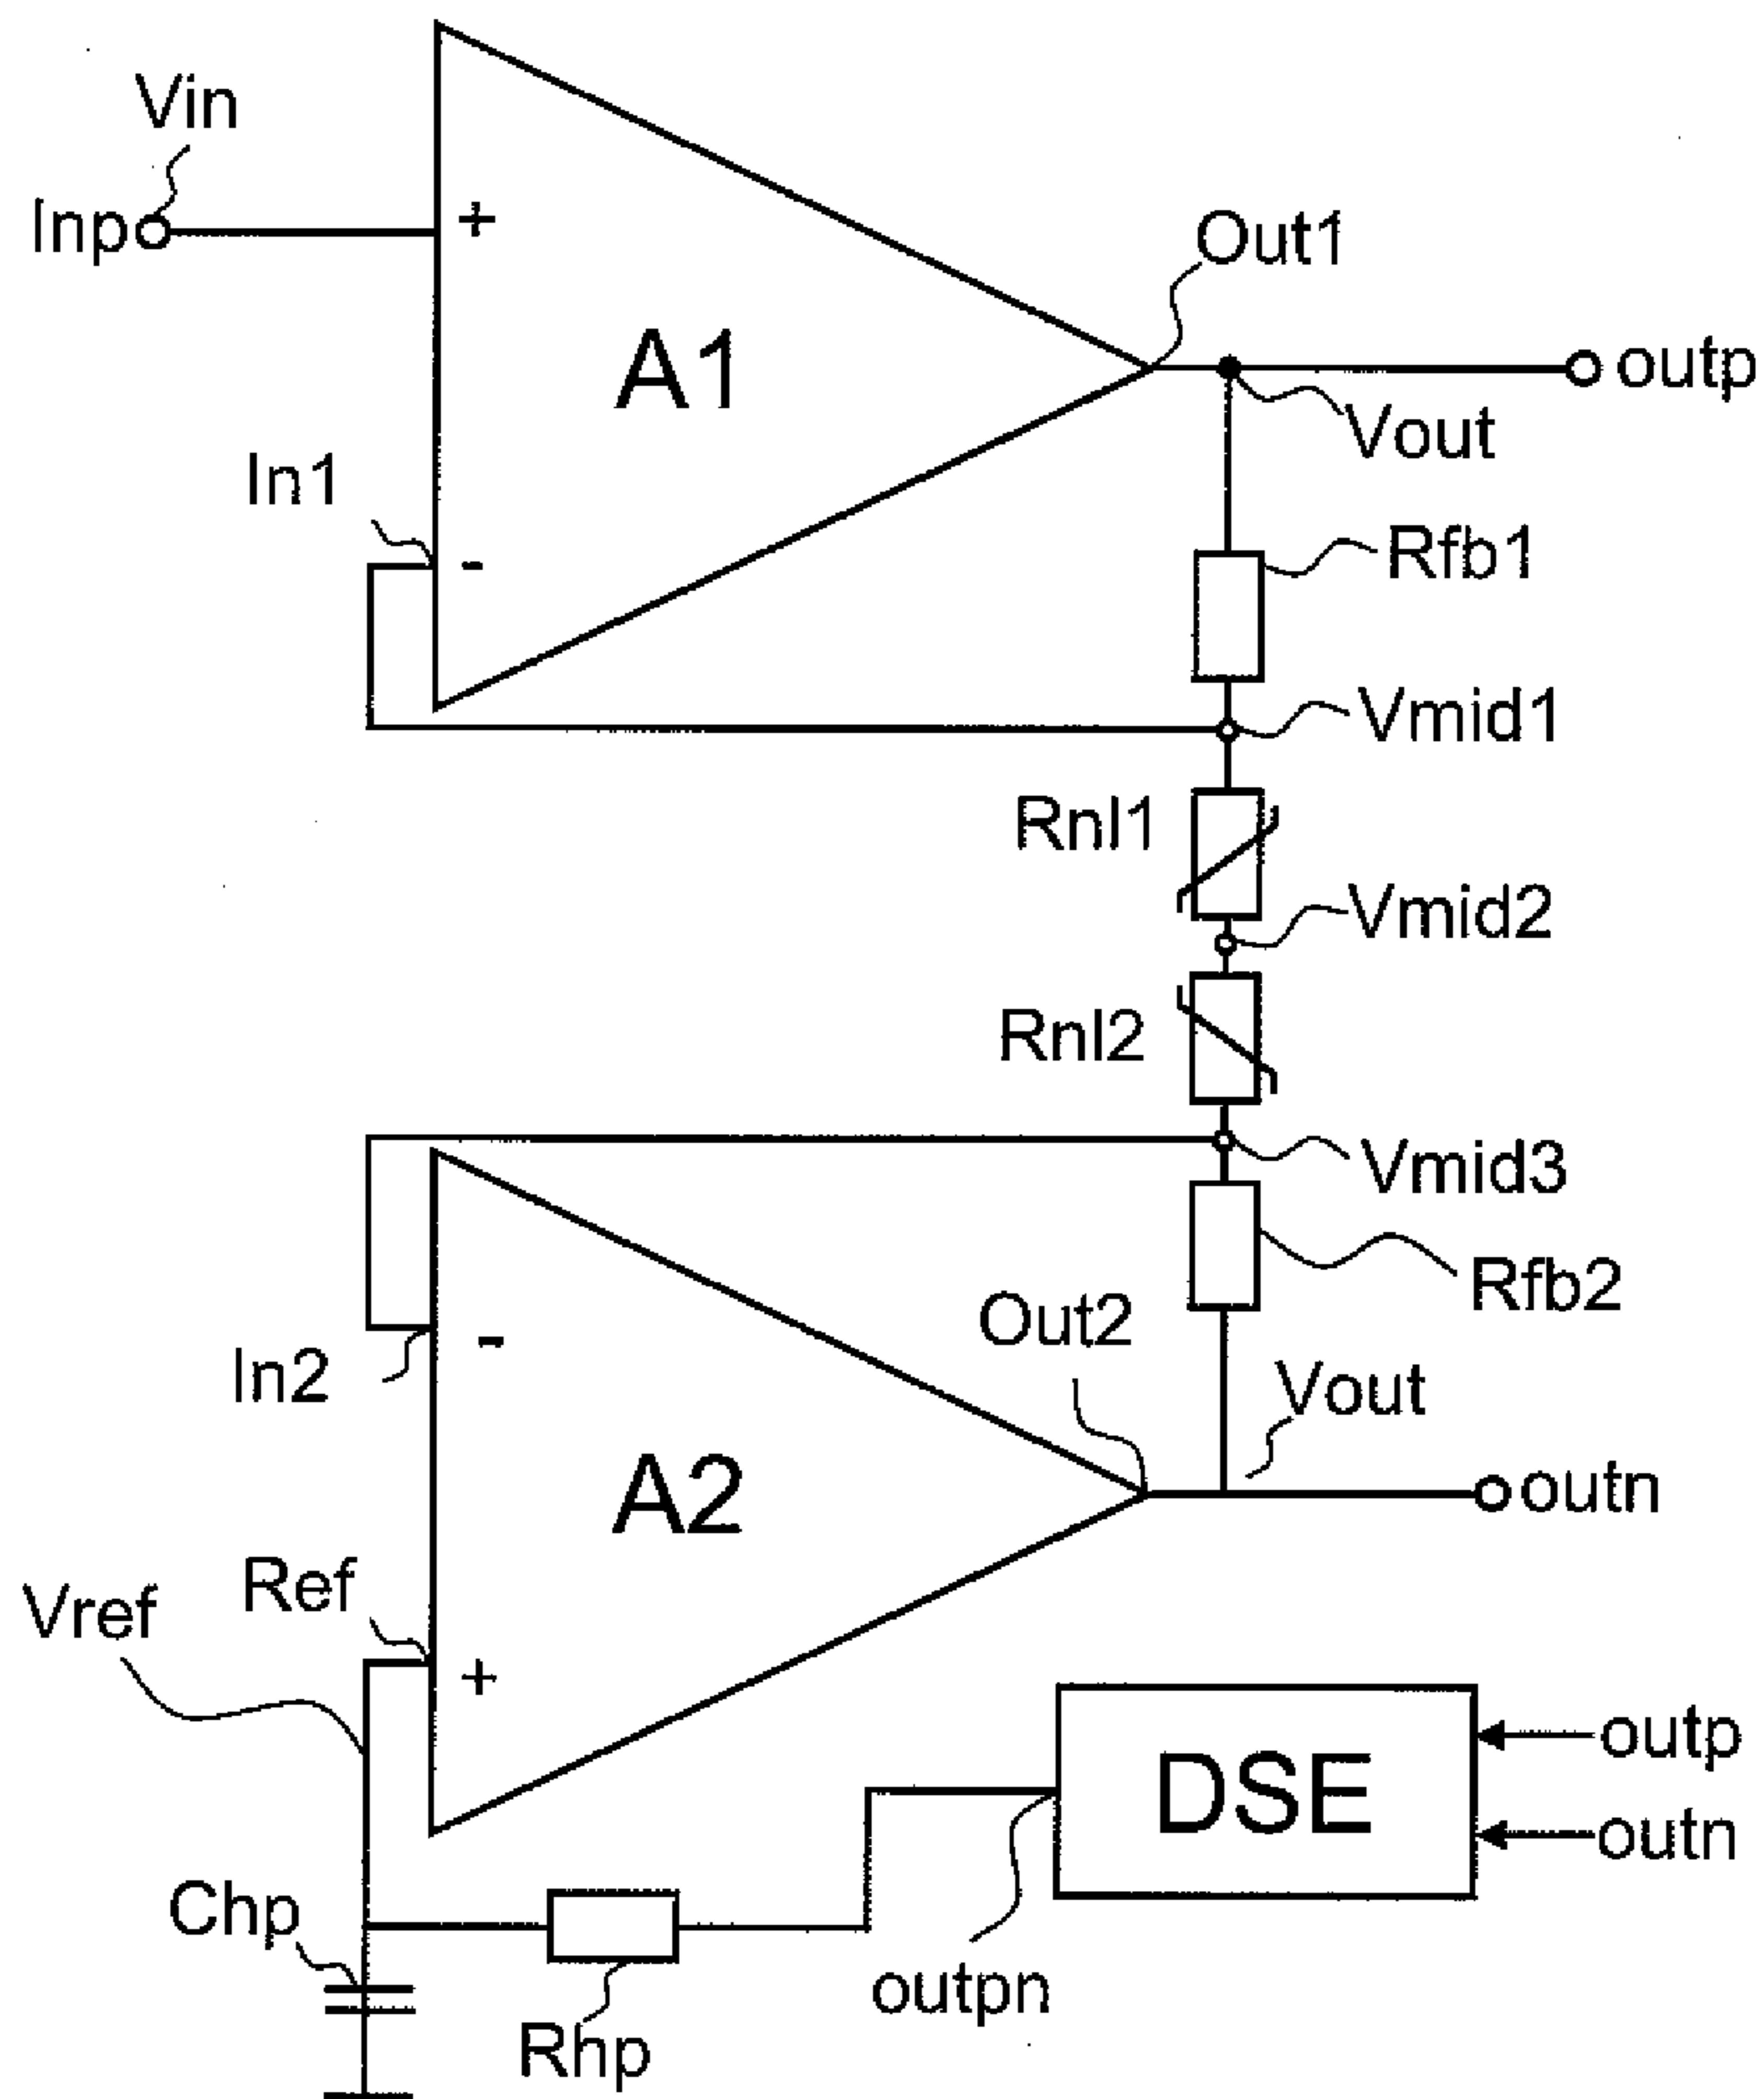 Vin
Inp
+
Out1
A1
outp
Vout
In1
-
Rfb1
Vmid1
Rnl1
Vmid2
Rnl2
Vmid3
Rfb2
Out2
-
In2
Vout
A2
outn
Ref
Vref
+
outp
DSE
outn
Chp
outpn
Rhp